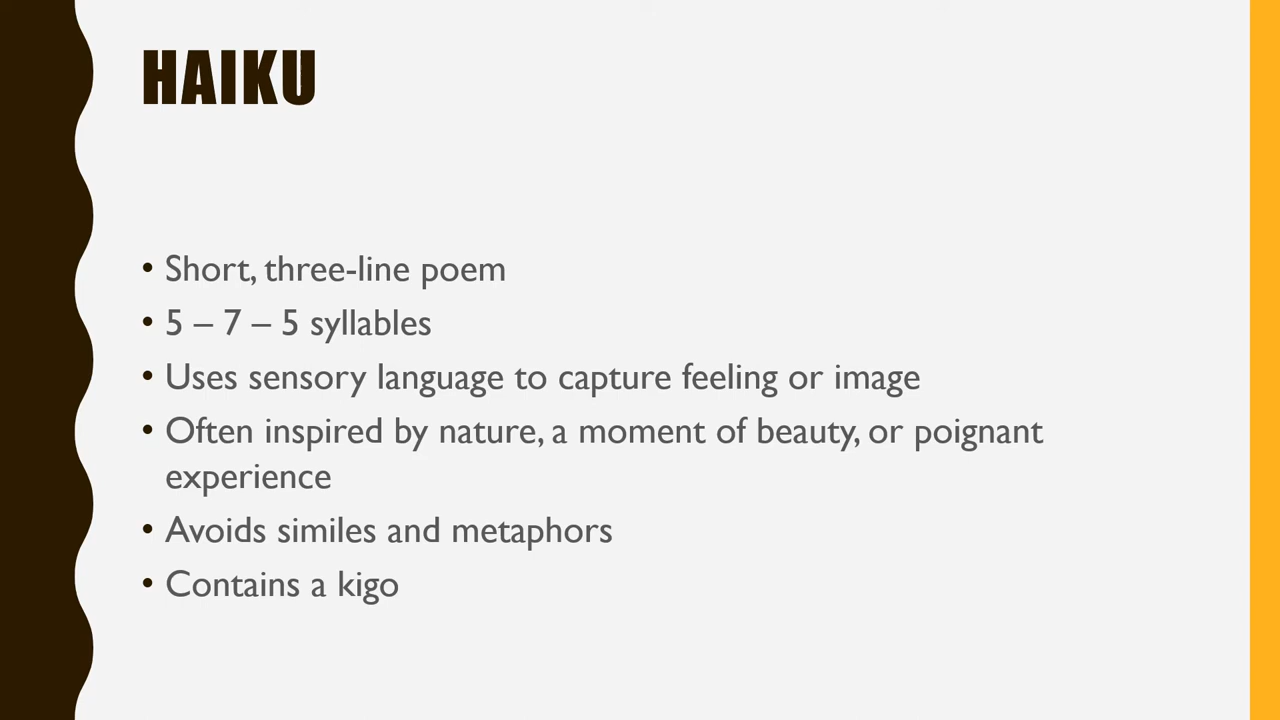 HAIKU
• Short, three-line poem
• 5 – 7 – 5 syllables
• Uses sensory language to capture feeling or image
• Often inspired by nature, a moment of beauty, or poignant
experience
• Avoids similes and metaphors
• Contains a kigo